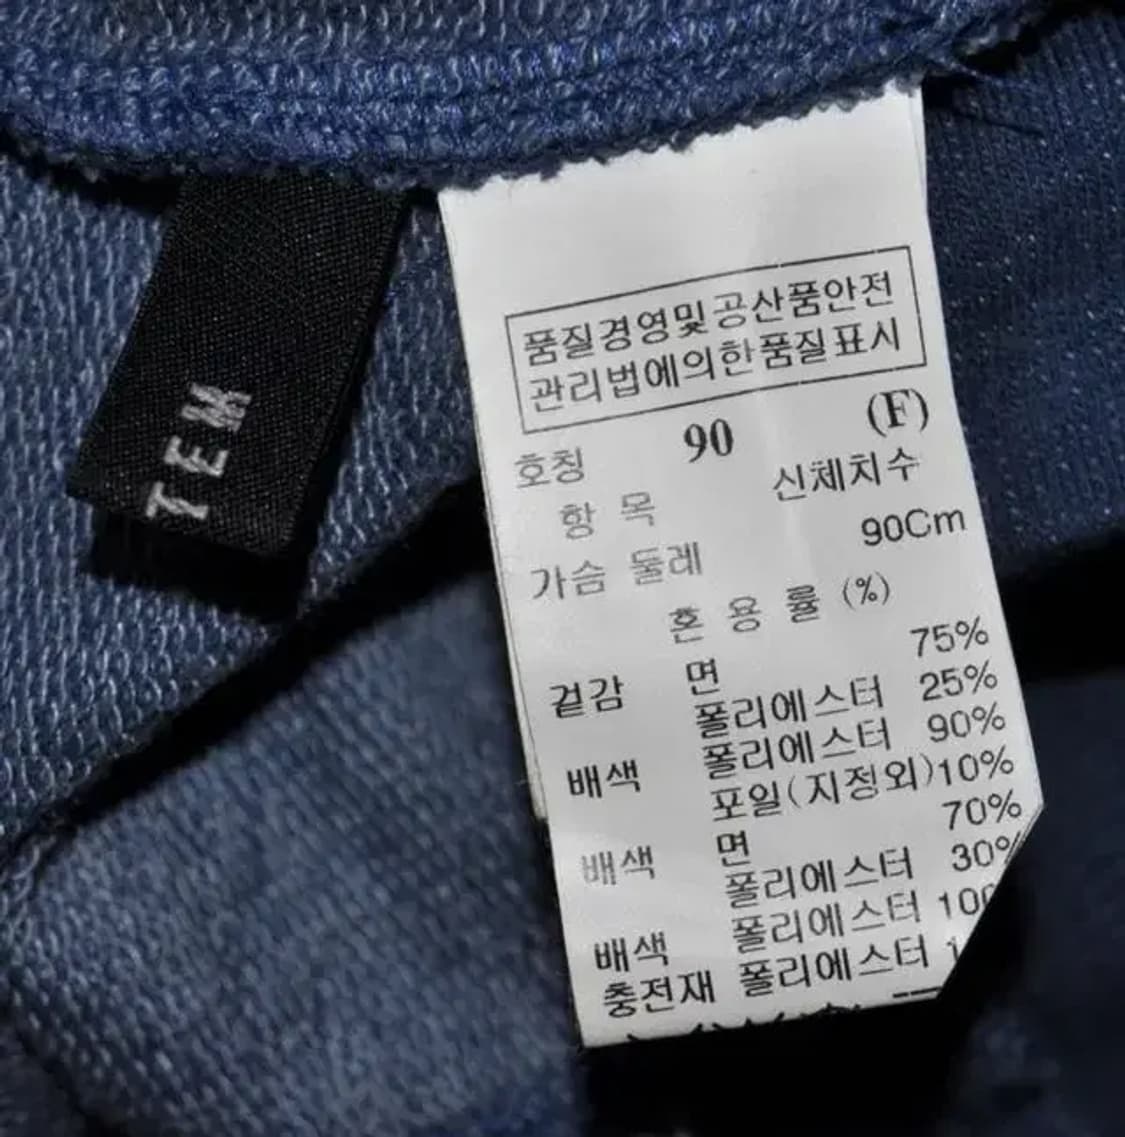 TEM
품질경영및공산품안전
관리법에의한품질표시
호칭 90 (F)
항 목 신체치수
가슴 둘레 90Cm
혼 용 률 (%)
겉감 면 75%
폴리에스터 25%
배색 폴리에스터 90%
포일(지정외)10%
배색 면 70%
폴리에스터 30%
배색 폴리에스터
충전재 폴리에스터